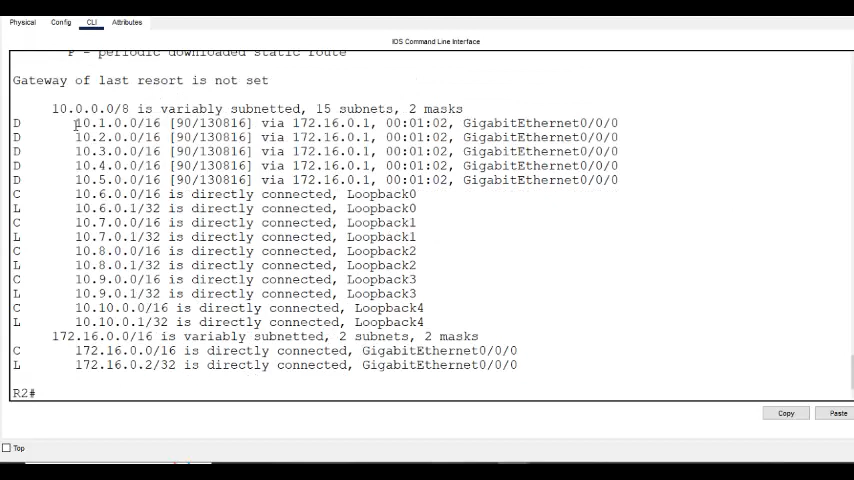 Physical Config CLI Attributes
IOS Command Line Interface
P - periodic downloaded static route
Gateway of last resort is not set
10.0.0.0/8 is variably subnetted, 15 subnets, 2 masks
D 10.1.0.0/16 [90/130816] via 172.16.0.1, 00:01:02, GigabitEthernet0/0/0
D 10.2.0.0/16 [90/130816] via 172.16.0.1, 00:01:02, GigabitEthernet0/0/0
D 10.3.0.0/16 [90/130816] via 172.16.0.1, 00:01:02, GigabitEthernet0/0/0
D 10.4.0.0/16 [90/130816] via 172.16.0.1, 00:01:02, GigabitEthernet0/0/0
D 10.5.0.0/16 [90/130816] via 172.16.0.1, 00:01:02, GigabitEthernet0/0/0
C 10.6.0.0/16 is directly connected, Loopback0
L 10.6.0.1/32 is directly connected, Loopback0
C 10.7.0.0/16 is directly connected, Loopback1
L 10.7.0.1/32 is directly connected, Loopback1
C 10.8.0.0/16 is directly connected, Loopback2
L 10.8.0.1/32 is directly connected, Loopback2
C 10.9.0.0/16 is directly connected, Loopback3
L 10.9.0.1/32 is directly connected, Loopback3
C 10.10.0.0/16 is directly connected, Loopback4
L 10.10.0.1/32 is directly connected, Loopback4
172.16.0.0/16 is variably subnetted, 2 subnets, 2 masks
C 172.16.0.0/16 is directly connected, GigabitEthernet0/0/0
L 172.16.0.2/32 is directly connected, GigabitEthernet0/0/0
R2#
Copy Paste
Top